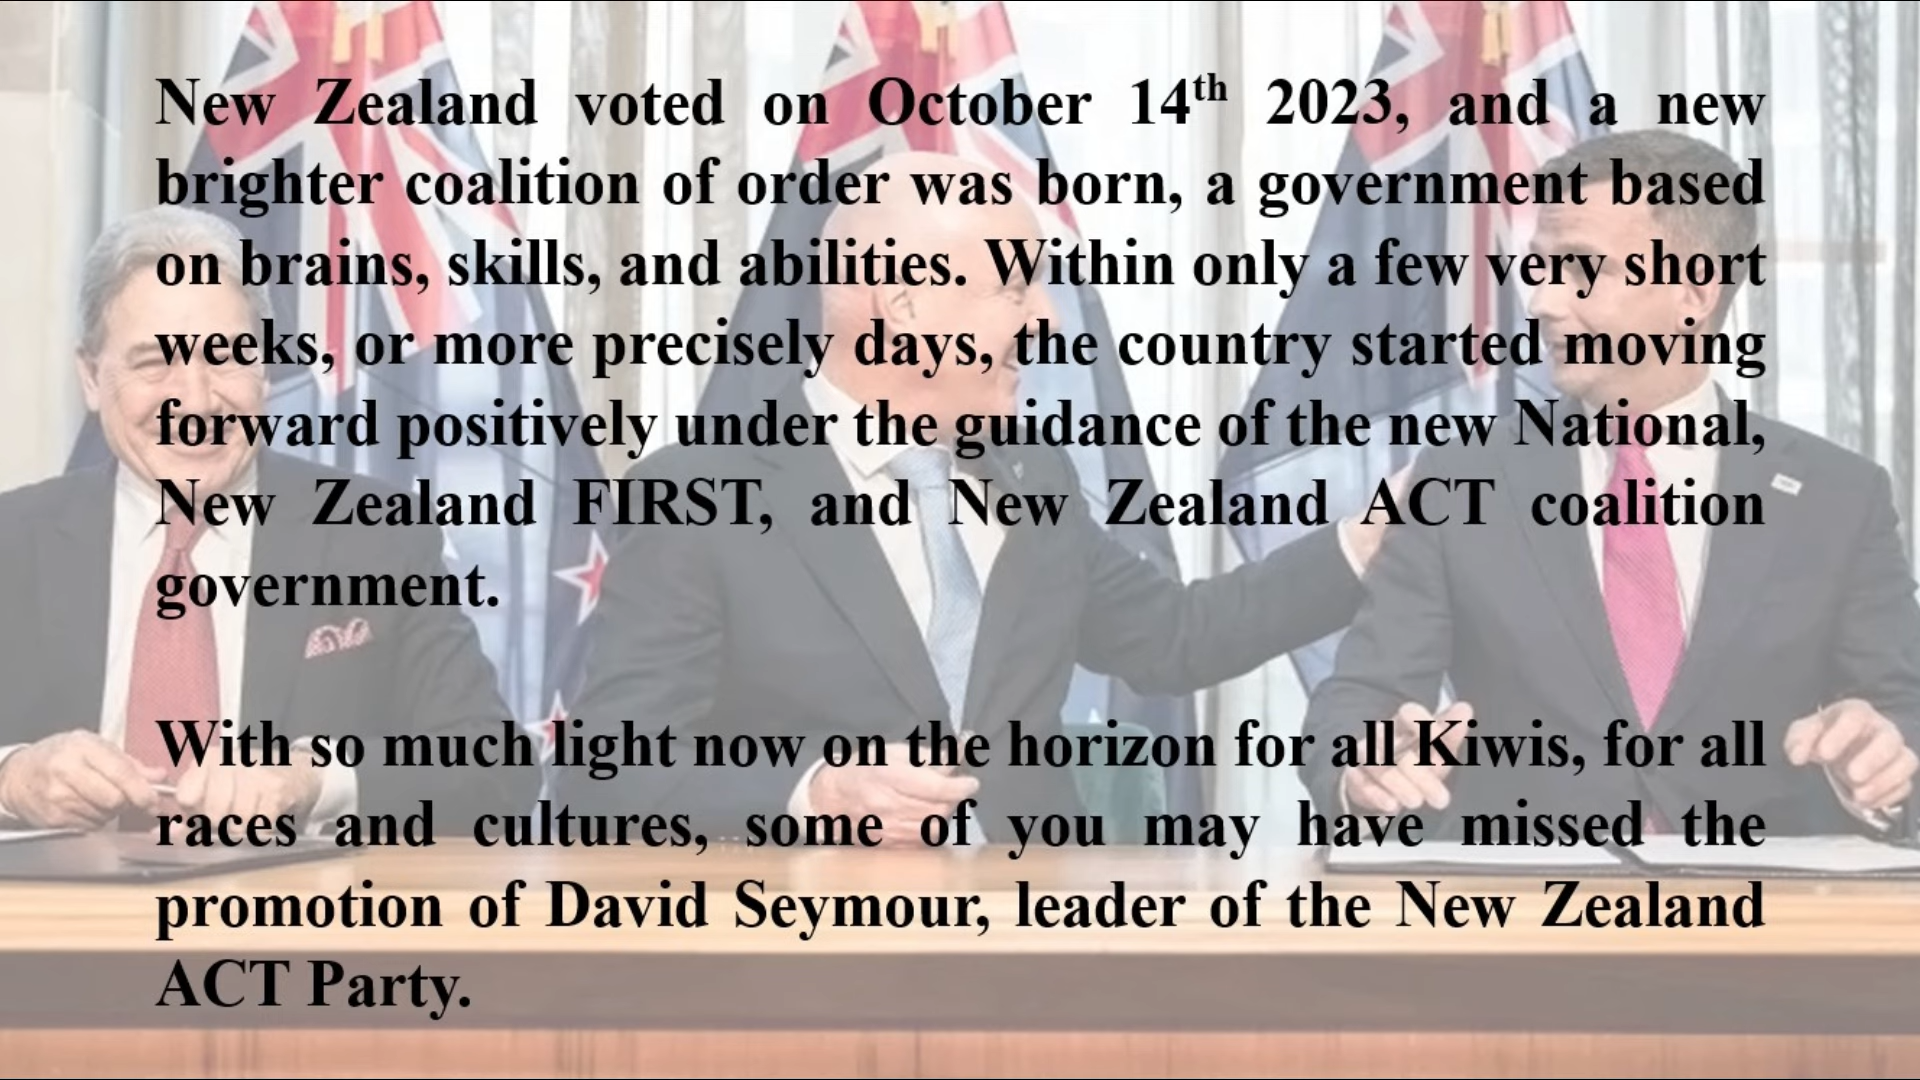 New Zealand voted on October 14th 2023, and a new
brighter coalition of order was born, a government based
on brains, skills, and abilities. Within only a few very short
weeks, or more precisely days, the country started moving
forward positively under the guidance of the new National,
New Zealand FIRST, and New Zealand ACT coalition
government.
With so much light now on the horizon for all Kiwis, for all
races and cultures, some of you may have missed the
promotion of David Seymour, leader of the New Zealand
ACT Party.